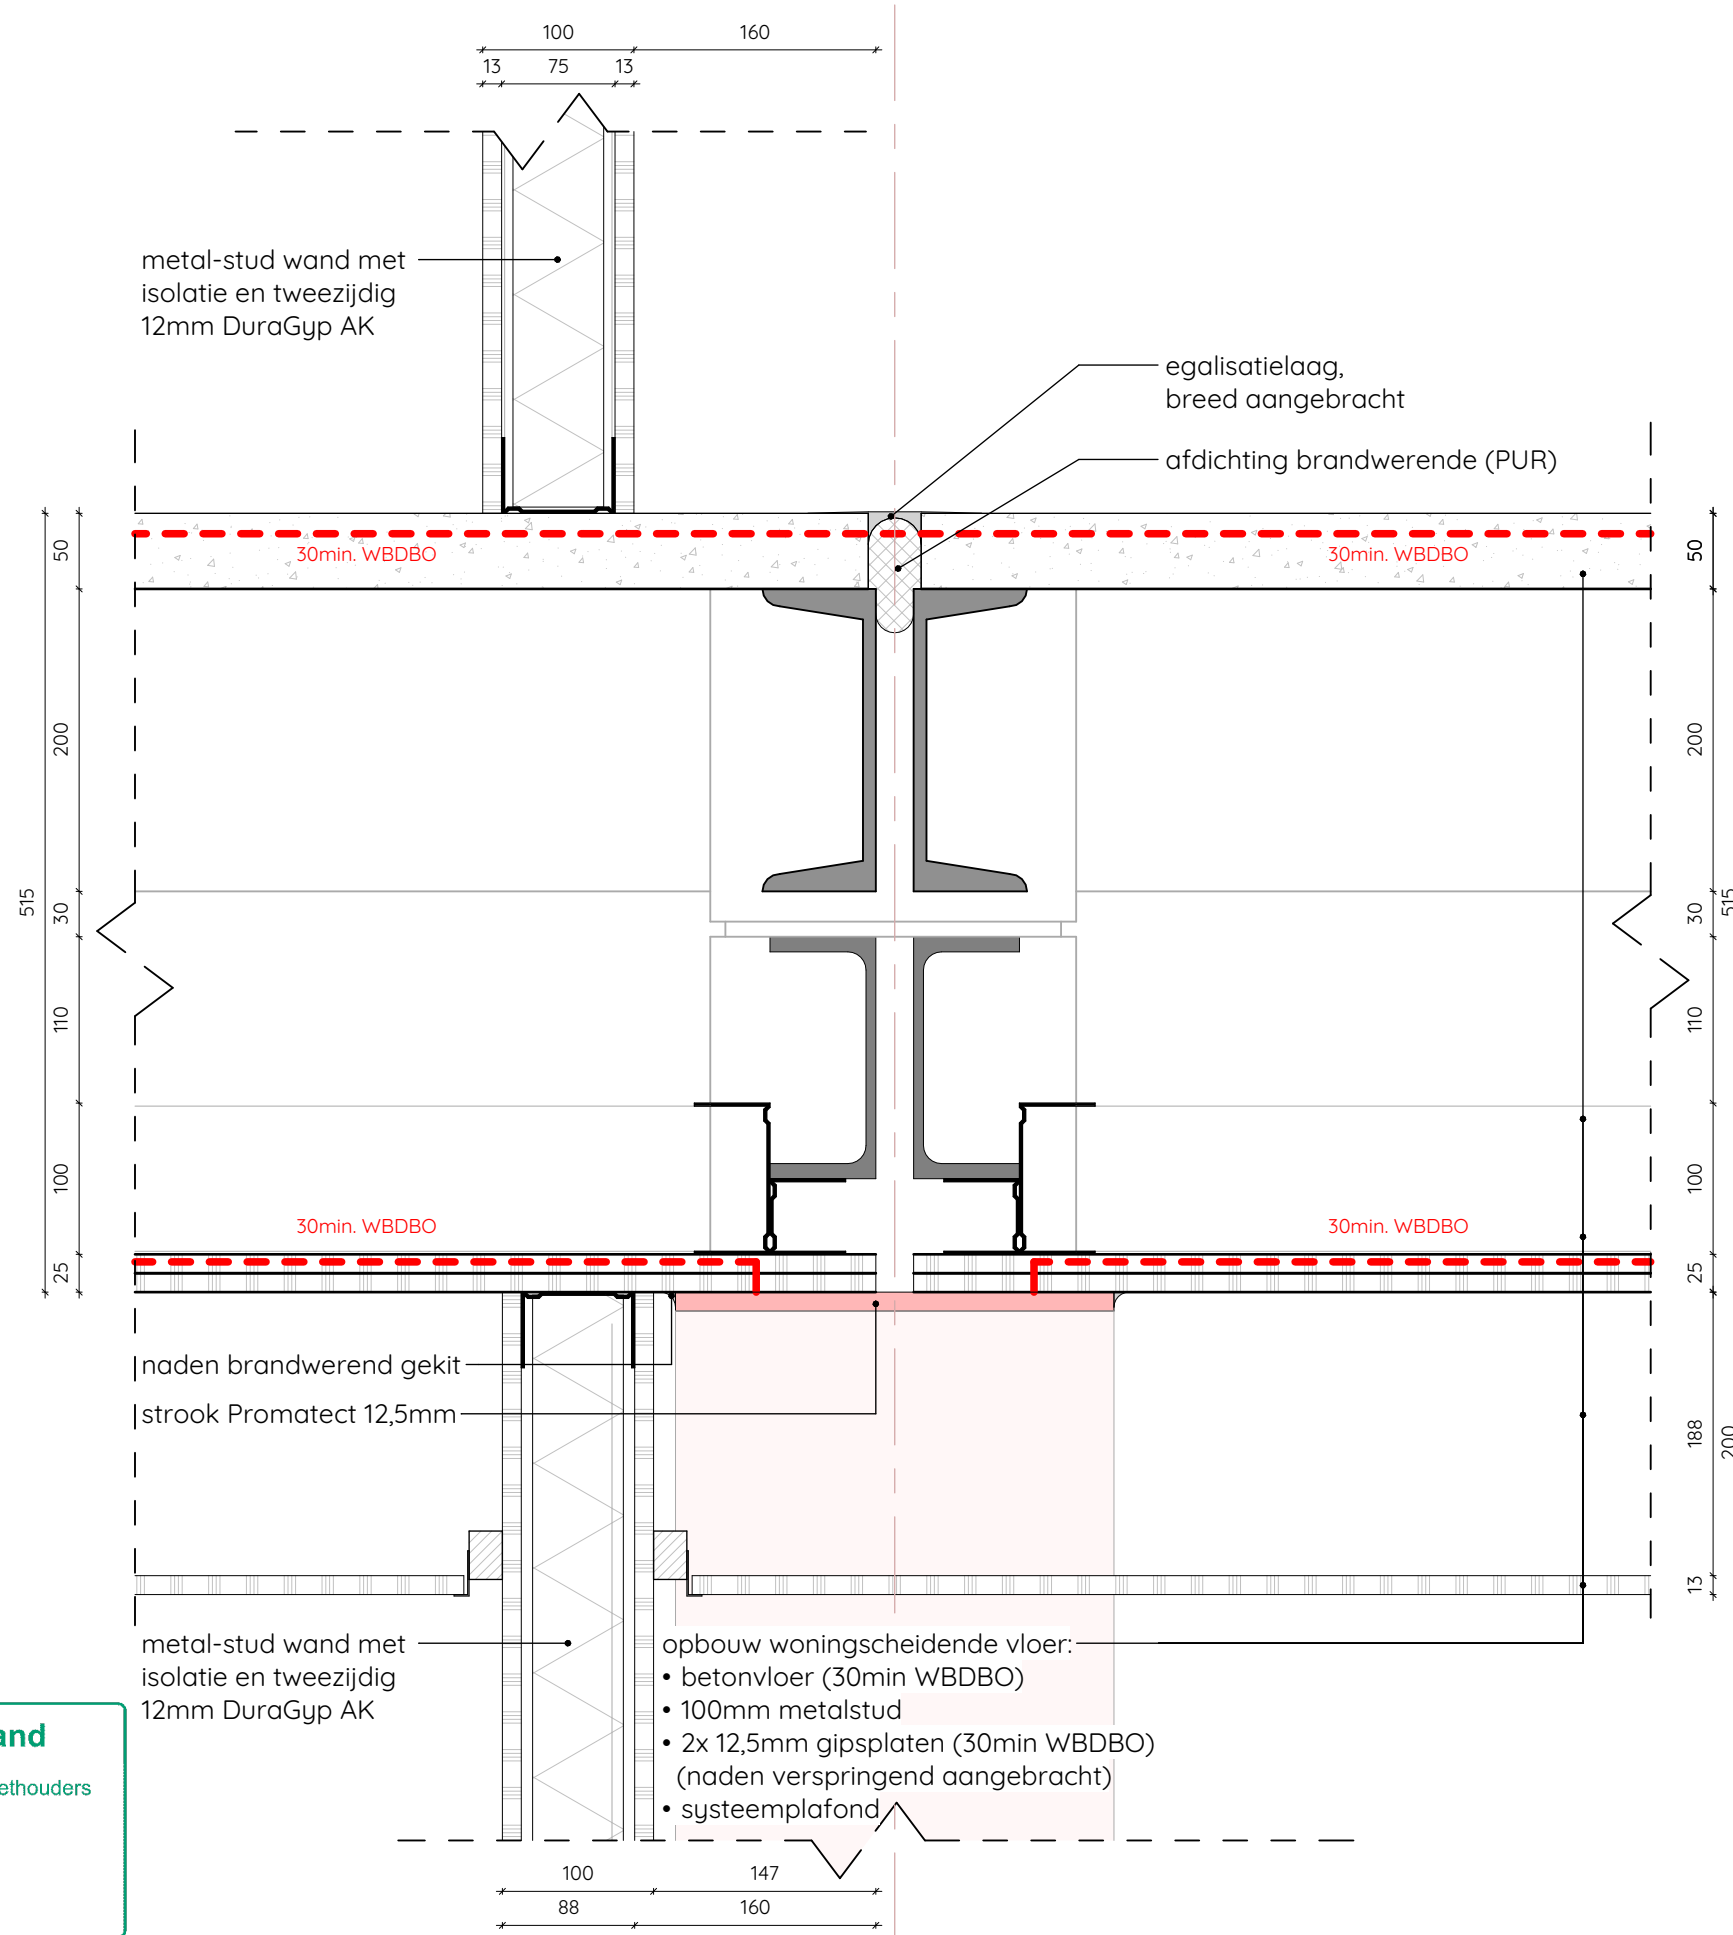 100
160
13
75
13
metal-stud wand met
isolatie en tweezijdig
12mm DuraGyp AK
egalisatielaag,
breed aangebracht
afdichting brandwerende (PUR)
50
30min. WBDBO
30min. WBDBO
50
200
200
515
30
30
515
110
110
100
100
30min. WBDBO
30min. WBDBO
25
25
naden brandwerend gekit
strook Promatect 12,5mm
188
200
13
metal-stud wand met
isolatie en tweezijdig
12mm DuraGyp AK
opbouw woningscheidende vloer:
• betonvloer (30min WBDBO)
• 100mm metalstud
• 2x 12,5mm gipsplaten (30min WBDBO)
(naden verspringend aangebracht)
• systeemplafond
and
ethouders
100
147
88
160